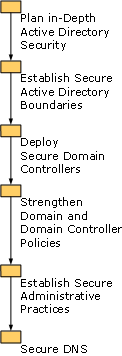 Plan in-Depth
Active Directory
Security
Establish Secure
Active Directory
Boundaries
Deploy
Secure Domain
Controllers
Strengthen
Domain and
Domain Controller
Policies
Establish Secure
Administrative
Practices
Secure DNS